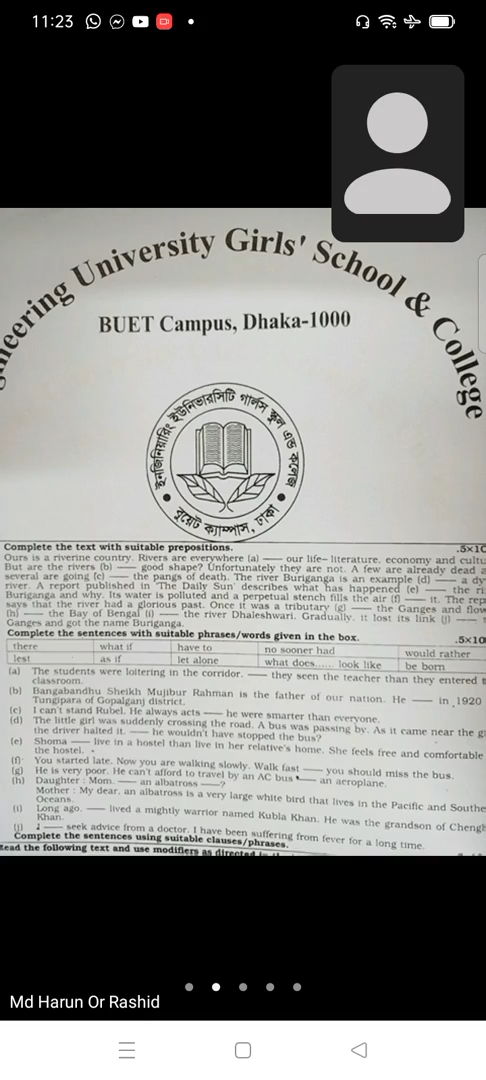 11:23
Engineering University Girls' School & College
BUET Campus, Dhaka-1000
ইঞ্জিনিয়ারিং ইউনিভারসিটি গার্লস স্কুল এন্ড কলেজ
বুয়েট ক্যাম্পাস, ঢাকা
Complete the text with suitable prepositions. .5×10
Ours is a riverine country. Rivers are everywhere (a) — our life– literature, economy and cultu
But are the rivers (b) — good shape? Unfortunately they are not. A few are already dead a
several are going (c) — the pangs of death. The river Buriganga is an example (d) — a dy
river. A report published in 'The Daily Sun' describes what has happened (e) — the ri
Buriganga and why. Its water is polluted and a perpetual stench fills the air (f) — it. The rep
says that the river had a glorious past. Once it was a tributary (g) — the Ganges and flow
(h) — the Bay of Bengal (i) — the river Dhaleshwari. Gradually, it lost its link (j) — t
Ganges and got the name Buriganga.
Complete the sentences with suitable phrases/words given in the box. .5×10
there what if have to no sooner had would rather
lest as if let alone what does...... look like be born
(a) The students were loitering in the corridor. — they seen the teacher than they entered t
classroom.
(b) Bangabandhu Sheikh Mujibur Rahman is the father of our nation. He — in 1920
Tungipara of Gopalganj district.
(c) I can't stand Rubel. He always acts — he were smarter than everyone.
(d) The little girl was suddenly crossing the road. A bus was passing by. As it came near the gi
the driver halted it. — he wouldn't have stopped the bus?
(e) Shoma — live in a hostel than live in her relative's home. She feels free and comfortable
the hostel.
(f) You started late. Now you are walking slowly. Walk fast — you should miss the bus.
(g) He is very poor. He can't afford to travel by an AC bus — an aeroplane.
(h) Daughter : Mom. — an albatross —?
Mother : My dear, an albatross is a very large white bird that lives in the Pacific and Southe
Oceans.
(i) Long ago. — lived a mightly warrior named Kubla Khan. He was the grandson of Chengh
Khan.
(j) I — seek advice from a doctor. I have been suffering from fever for a long time.
Complete the sentences using suitable clauses/phrases.
Read the following text and use modifiers as directed in the
Md Harun Or Rashid